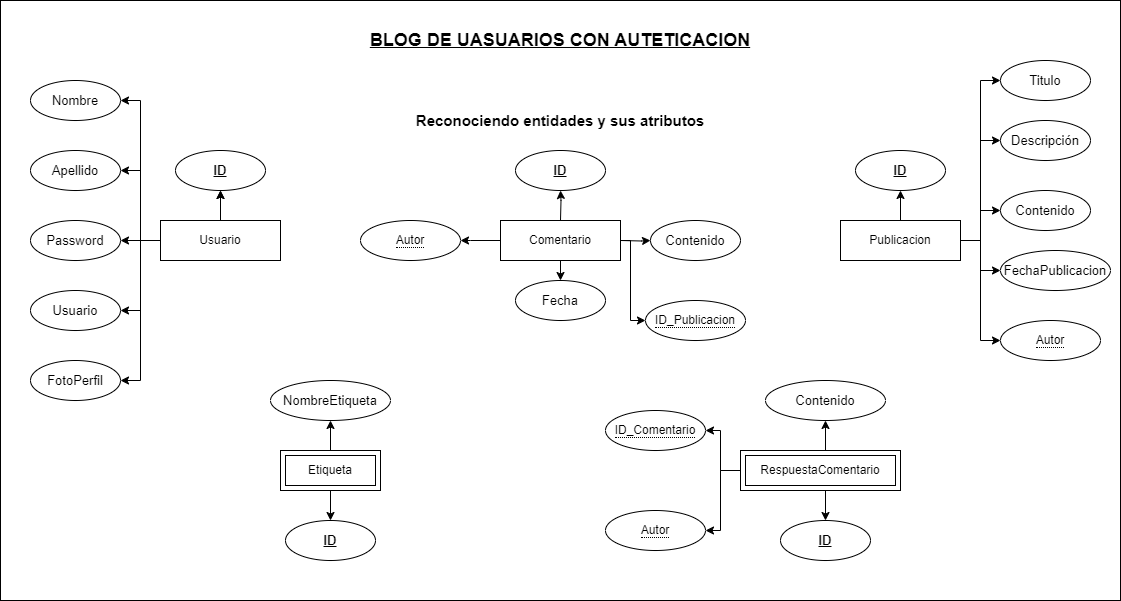 BLOG DE UASUARIOS CON AUTETICACION
Reconociendo entidades y sus atributos
Nombre
Apellido
Password
Usuario
FotoPerfil
ID
Usuario
ID
Autor
Comentario
Contenido
Fecha
ID_Publicacion
ID
Publicacion
Titulo
Descripción
Contenido
FechaPublicacion
Autor
NombreEtiqueta
Etiqueta
ID
Contenido
ID_Comentario
RespuestaComentario
Autor
ID